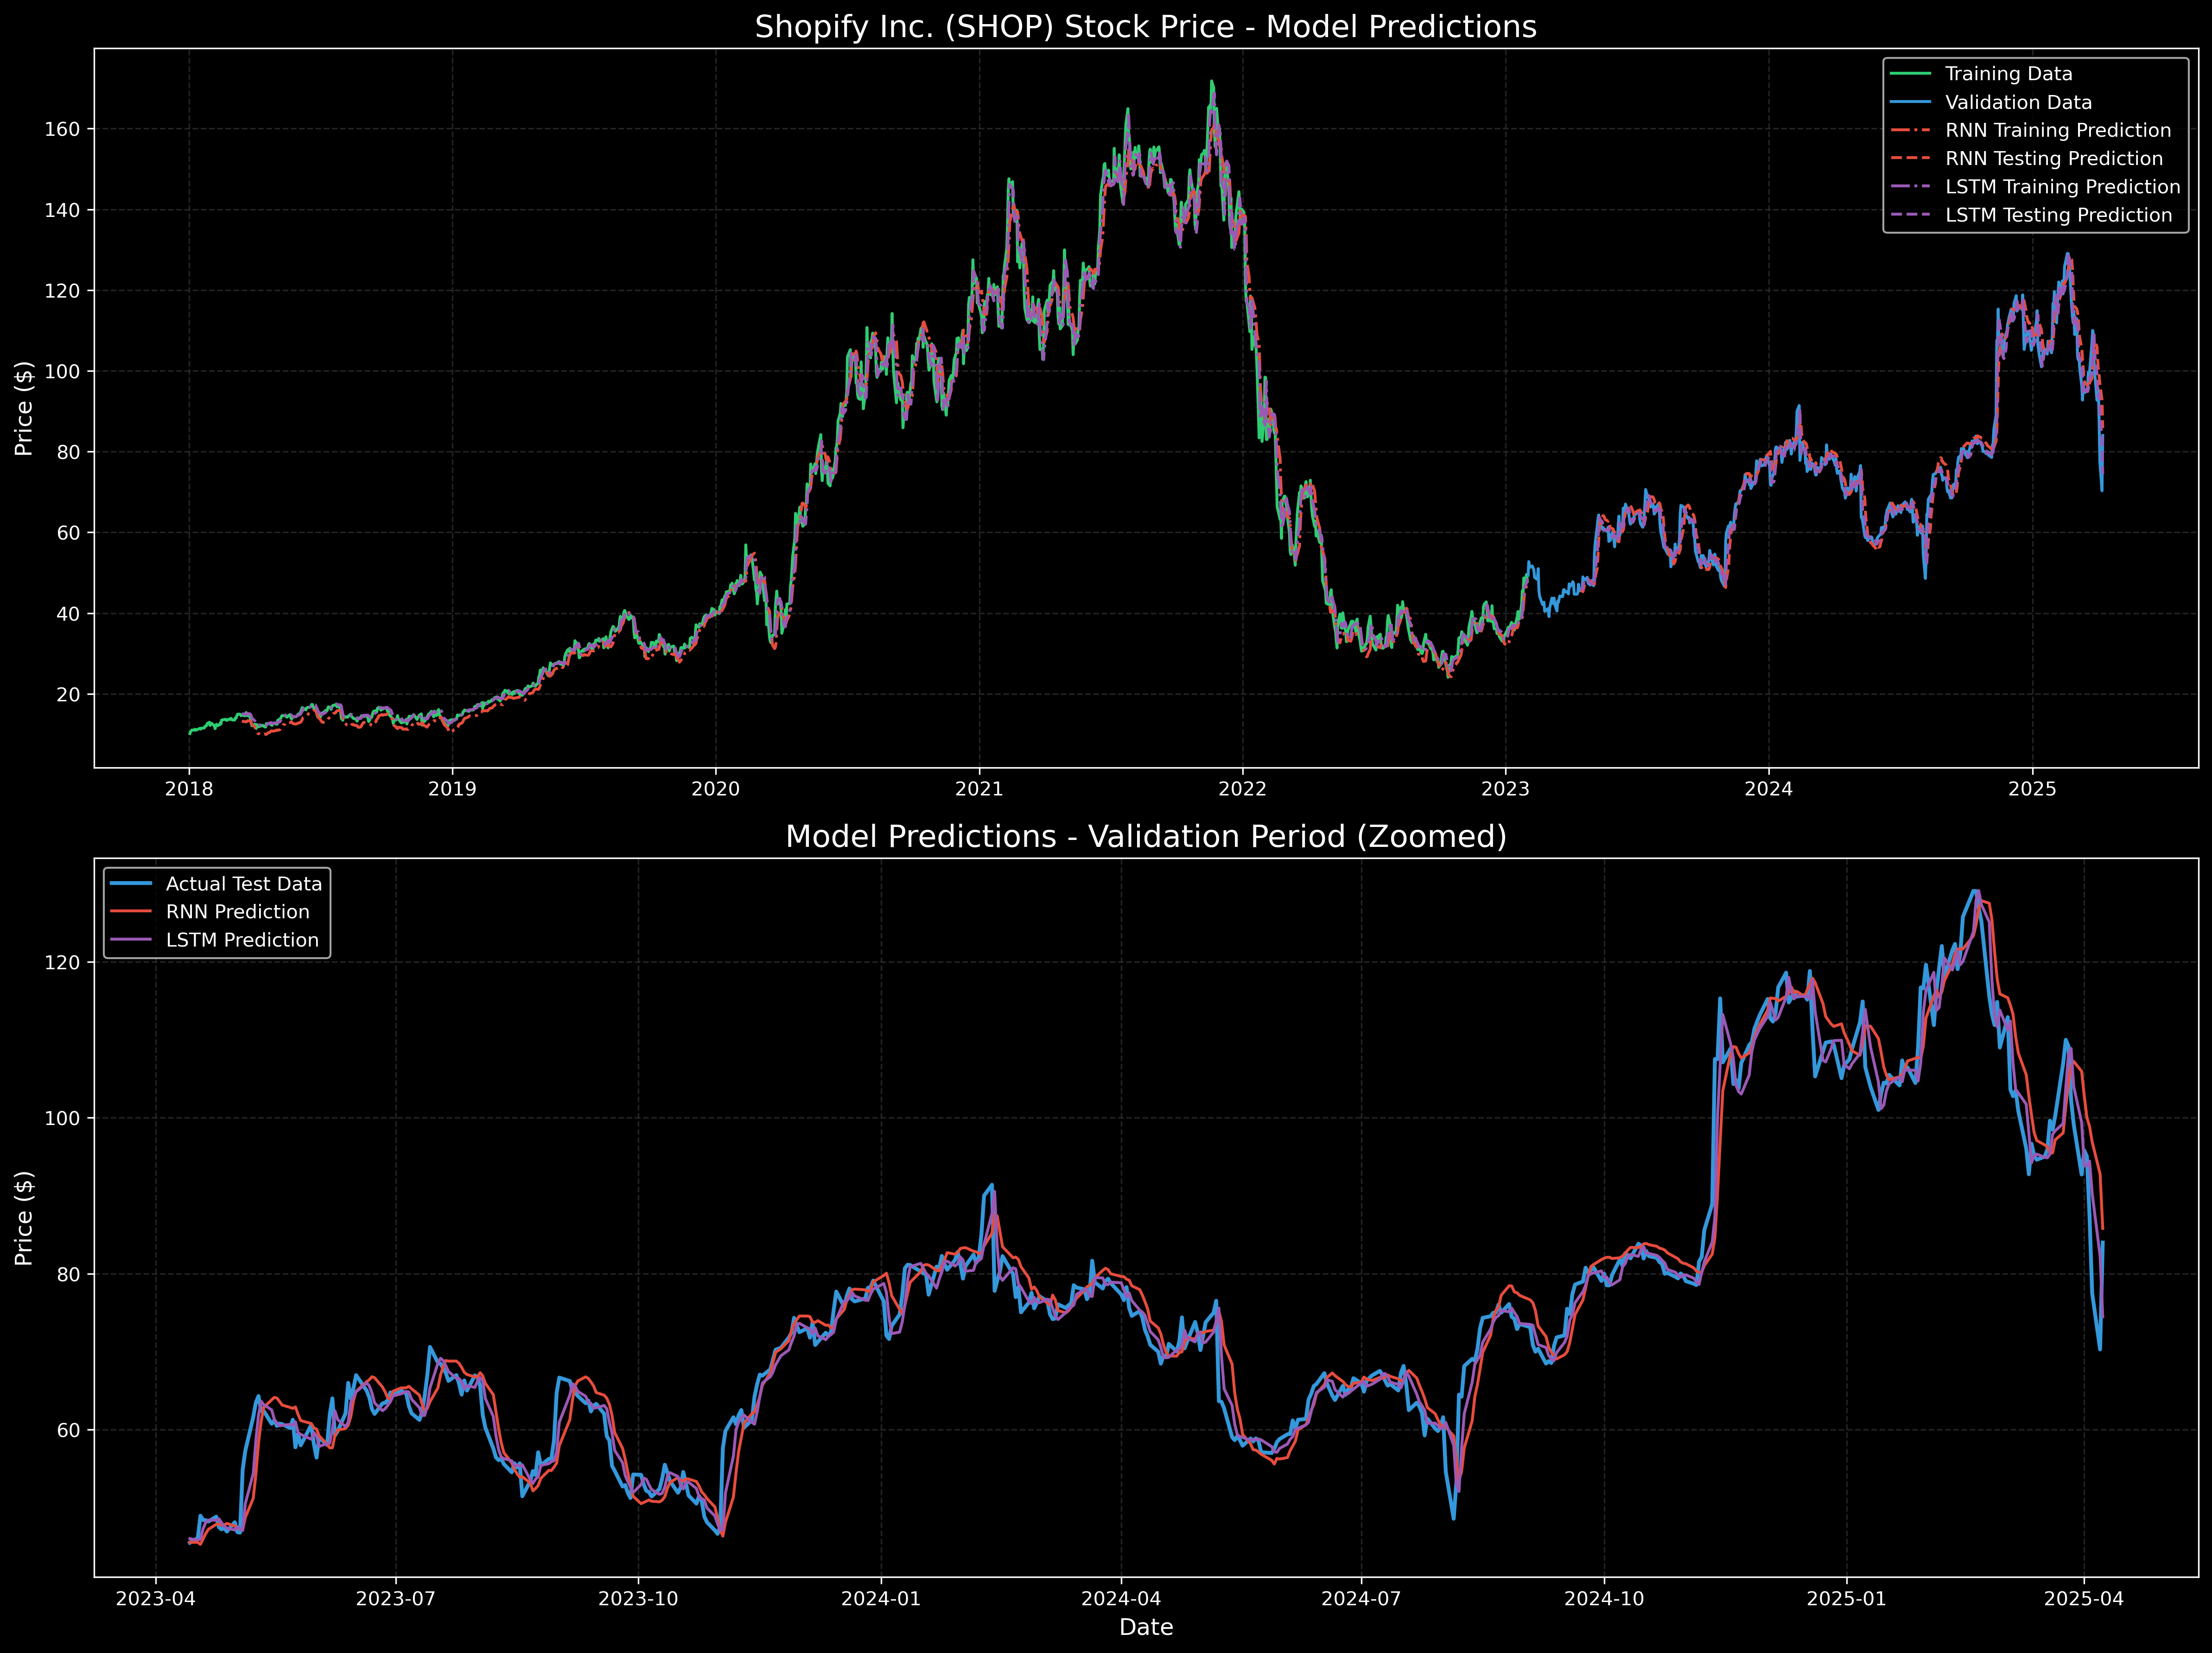 Shopify Inc. (SHOP) Stock Price - Model Predictions
Training Data
Validation Data
RNN Training Prediction
RNN Testing Prediction
LSTM Training Prediction
LSTM Testing Prediction
Price ($)
160
140
120
100
80
60
40
20
2018 2019 2020 2021 2022 2023 2024 2025
Model Predictions - Validation Period (Zoomed)
Actual Test Data
RNN Prediction
LSTM Prediction
Price ($)
120
100
80
60
2023-04 2023-07 2023-10 2024-01 2024-04 2024-07 2024-10 2025-01 2025-04
Date